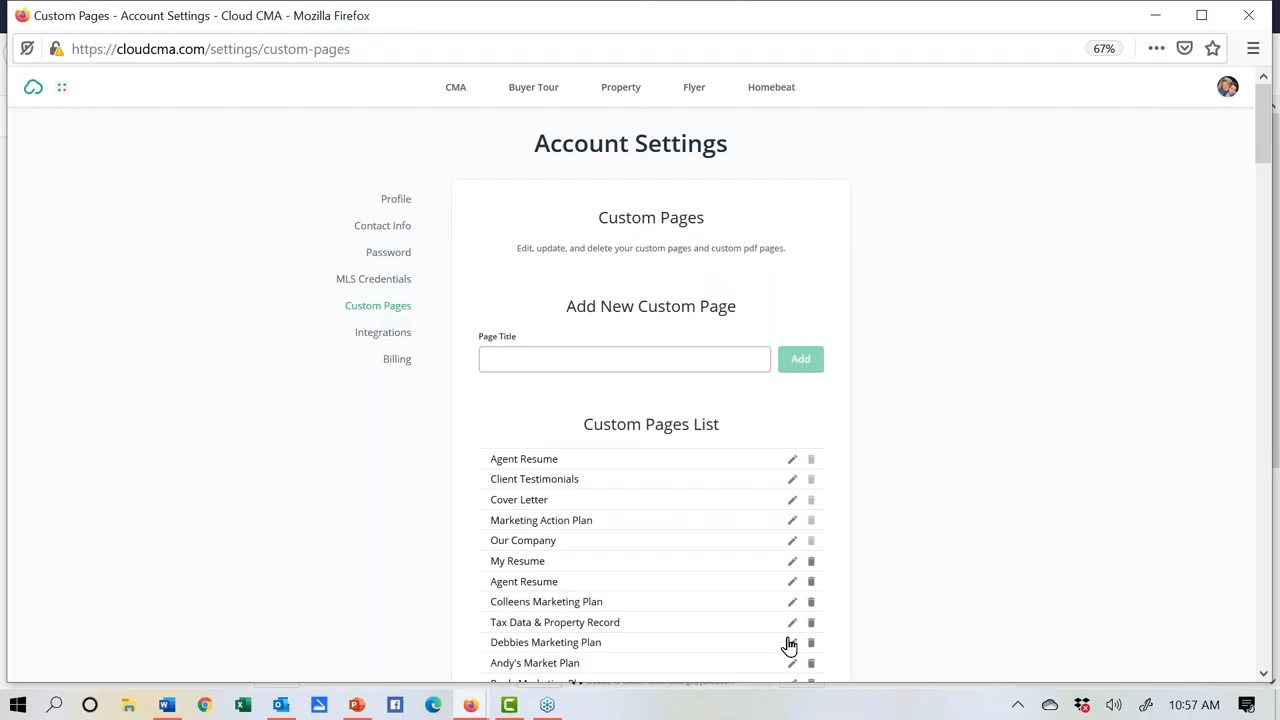 Custom Pages - Account Settings - Cloud CMA - Mozilla Firefox
https://cloudcma.com/settings/custom-pages
67%
CMA
Buyer Tour
Property
Flyer
Homebeat
Account Settings
Profile
Contact Info
Password
MLS Credentials
Custom Pages
Integrations
Billing
Custom Pages
Edit, update, and delete your custom pages and custom pdf pages.
Add New Custom Page
Page Title
Add
Custom Pages List
Agent Resume
Client Testimonials
Cover Letter
Marketing Action Plan
Our Company
My Resume
Agent Resume
Colleens Marketing Plan
Tax Data & Property Record
Debbies Marketing Plan
Andy's Market Plan
10:57 AM